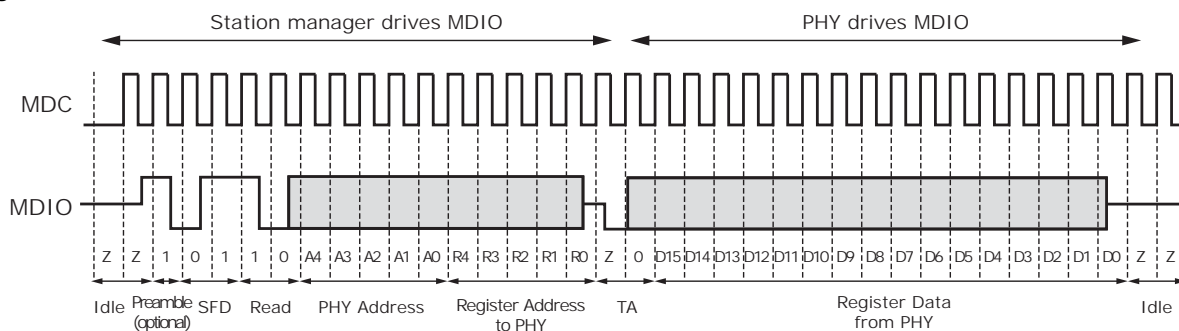 Station manager drives MDIO PHY drives MDIO
MDC
MDIO
Z Z 1 0 1 1 0 A4 A3 A2 A1 A0 R4 R3 R2 R1 R0 Z 0 D15 D14 D13 D12 D11 D10 D9 D8 D7 D6 D5 D4 D3 D2 D1 D0 Z Z
Idle Preamble SFD Read PHY Address Register Address TA Register Data Idle
(optional) to PHY from PHY